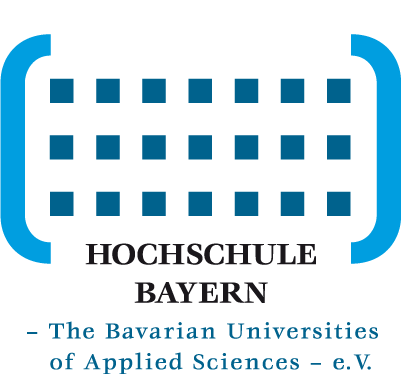 HOCHSCHULE
BAYERN
– The Bavarian Universities
of Applied Sciences – e.V.